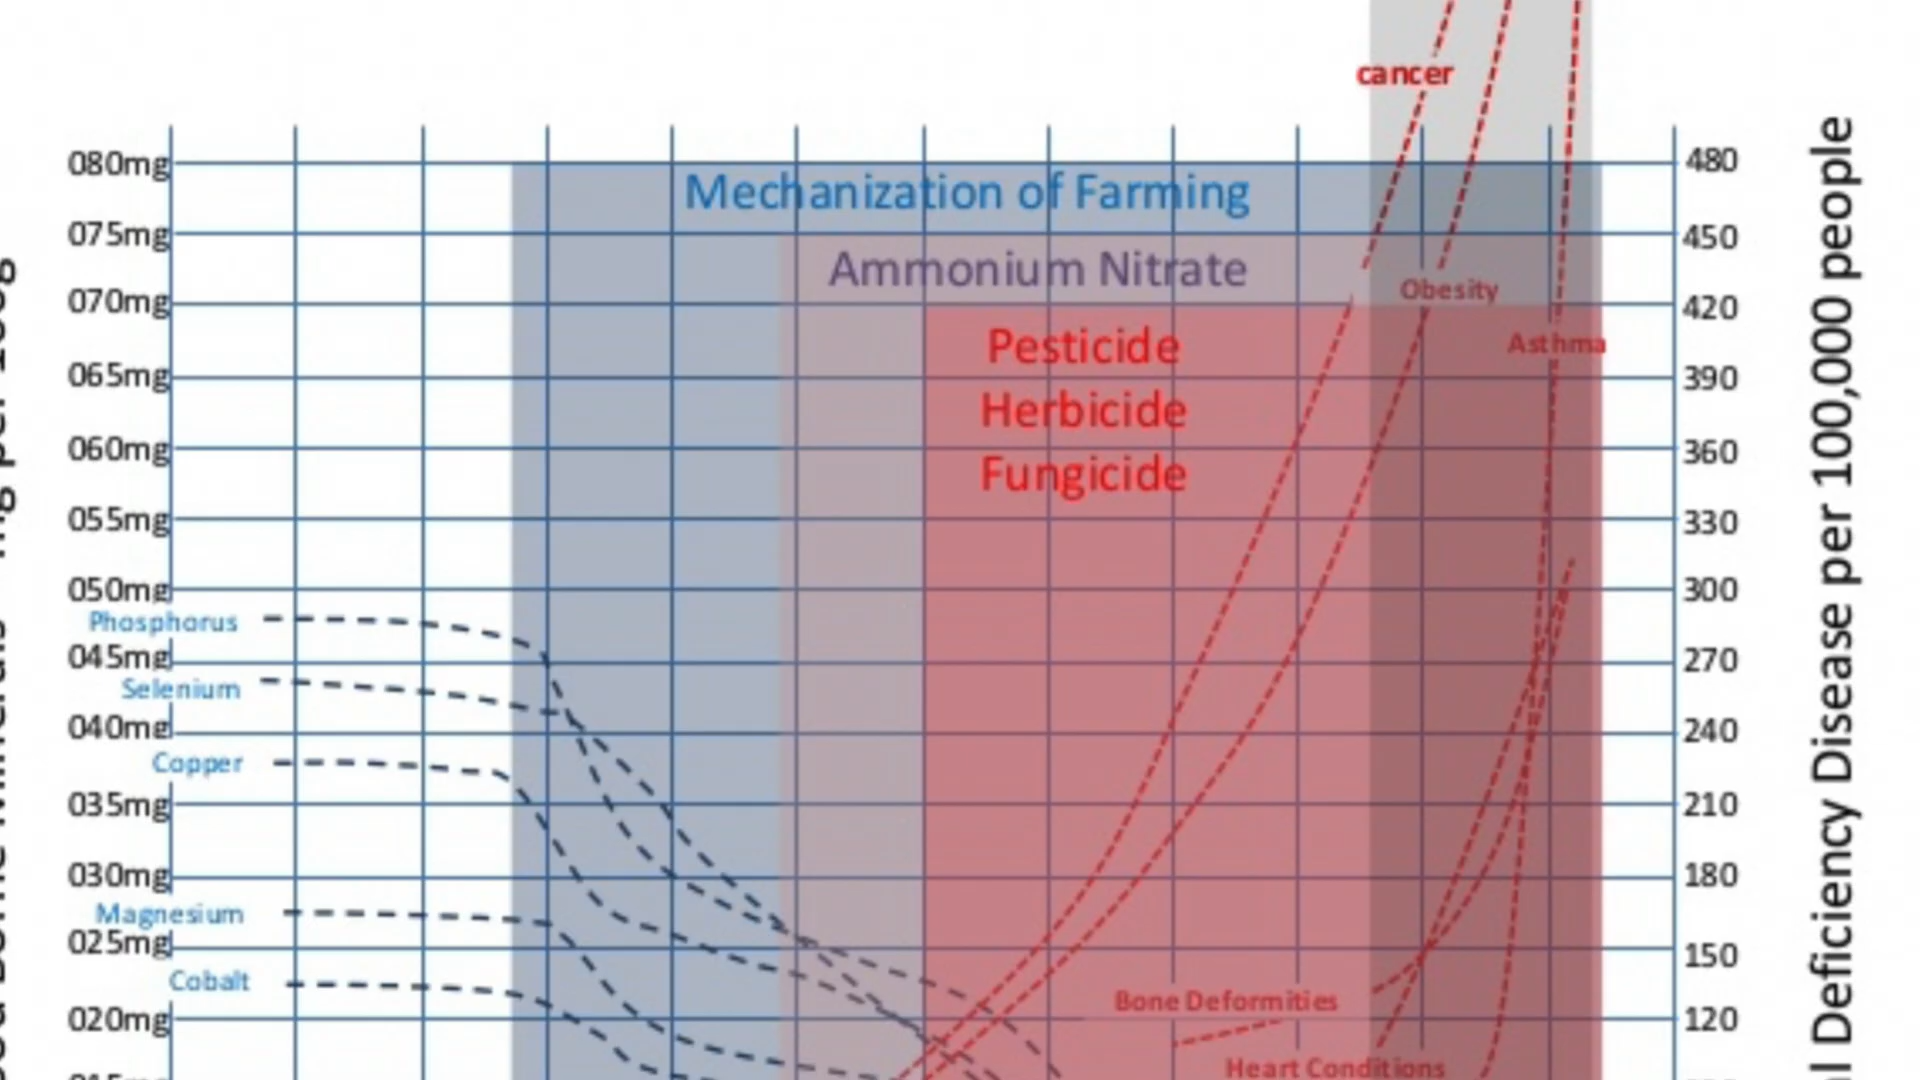 cancer
080mg
480
Mechanization of Farming
075mg
450
Ammonium Nitrate
Obesity
070mg
420
Pesticide
Asthma
065mg
390
Herbicide
060mg
360
Fungicide
055mg
330
050mg
300
Phosphorus
045mg
270
Selenium
040mg
240
Copper
035mg
210
030mg
180
Magnesium
025mg
150
Cobalt
Bone Deformities
020mg
120
Heart Conditions
Deficiency Disease per 100,000 people